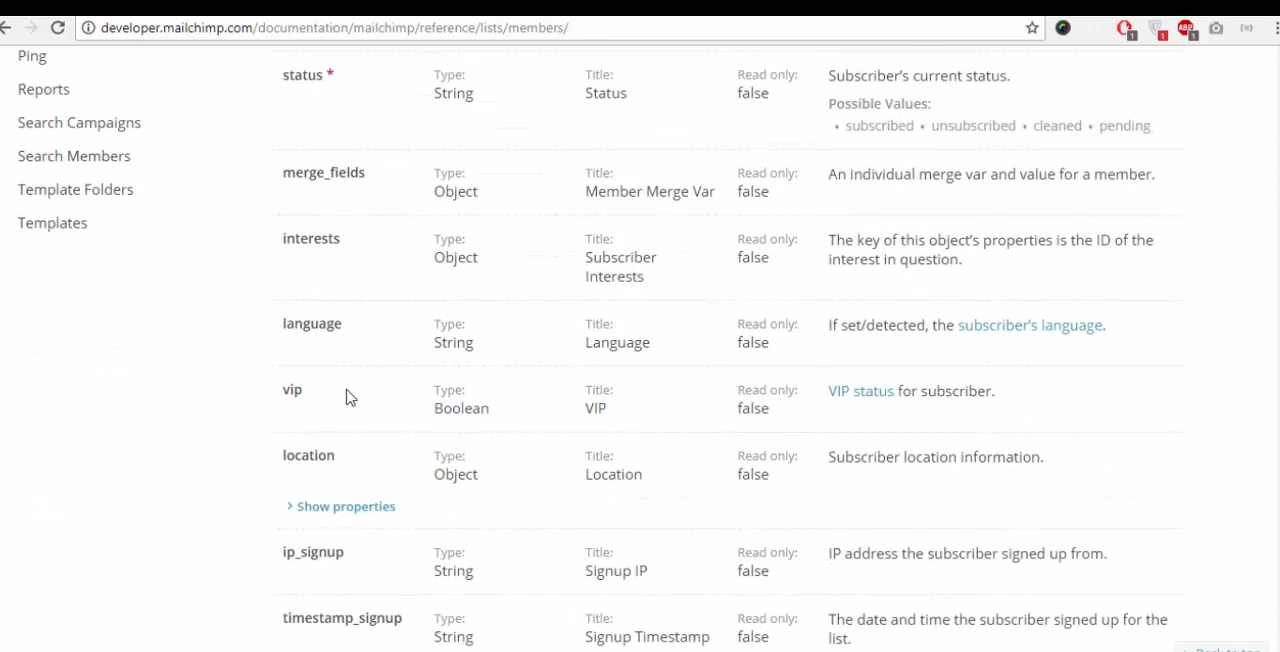 developer.mailchimp.com/documentation/mailchimp/reference/lists/members/
1
1
ABP
1
Ping
Reports
Search Campaigns
Search Members
Template Folders
Templates
status *
Type:
String
Title:
Status
Read only:
false
Subscriber's current status.
Possible Values:
• subscribed • unsubscribed • cleaned • pending
merge_fields
Type:
Object
Title:
Member Merge Var
Read only:
false
An individual merge var and value for a member.
interests
Type:
Object
Title:
Subscriber
Interests
Read only:
false
The key of this object's properties is the ID of the
interest in question.
language
Type:
String
Title:
Language
Read only:
false
If set/detected, the subscriber's language.
vip
Type:
Boolean
Title:
VIP
Read only:
false
VIP status for subscriber.
location
Type:
Object
Title:
Location
Read only:
false
Subscriber location information.
> Show properties
ip_signup
Type:
String
Title:
Signup IP
Read only:
false
IP address the subscriber signed up from.
timestamp_signup
Type:
String
Title:
Signup Timestamp
Read only:
false
The date and time the subscriber signed up for the
list.
Back to top